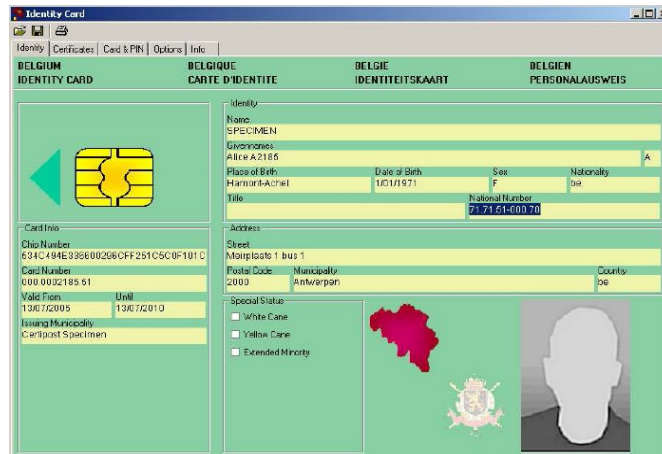 Identity Card
Identity Certificates Card & PIN Options Info
BELGIUM BELGIQUE BELGIE BELGIEN
IDENTITY CARD CARTE D'IDENTITE IDENTITEITSKAART PERSONALAUSWEIS
Identity
Name
SPECIMEN
Givennames
Alice A2185 A
Place of Birth Date of Birth Sex Nationality
Hamont-Achel 1/01/1971 F be
Title National Number
71.71.51-000.70
Card Info
Chip Number
534C494E336600296CFF251C5C0F101C
Card Number
000.0002185.51
Valid From Until
13/07/2005 13/07/2010
Issuing Municipality
Certipost Specimen
Address
Street
Meirplaats 1 bus 1
Postal Code Municipality Country
2000 Antwerpen be
Special Status
White Cane
Yellow Cane
Extended Minority